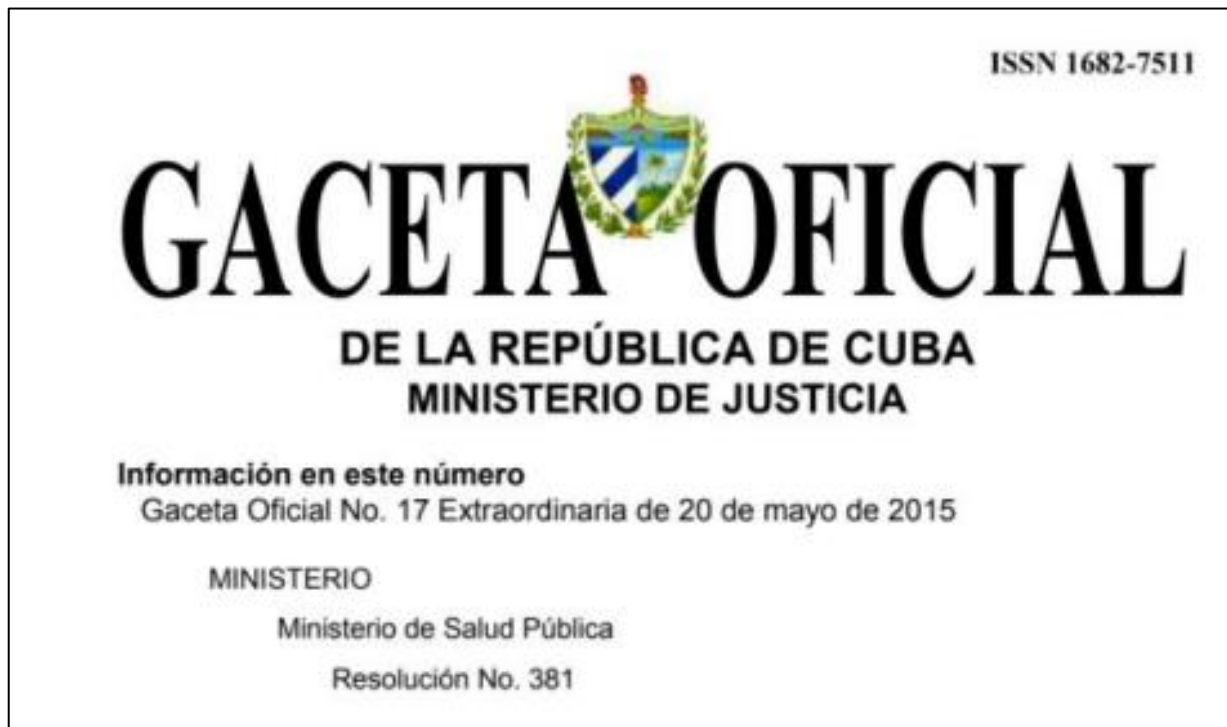 ISSN 1682-7511
GACETA OFICIAL
DE LA REPÚBLICA DE CUBA
MINISTERIO DE JUSTICIA
Información en este número
Gaceta Oficial No. 17 Extraordinaria de 20 de mayo de 2015
MINISTERIO
Ministerio de Salud Pública
Resolución No. 381